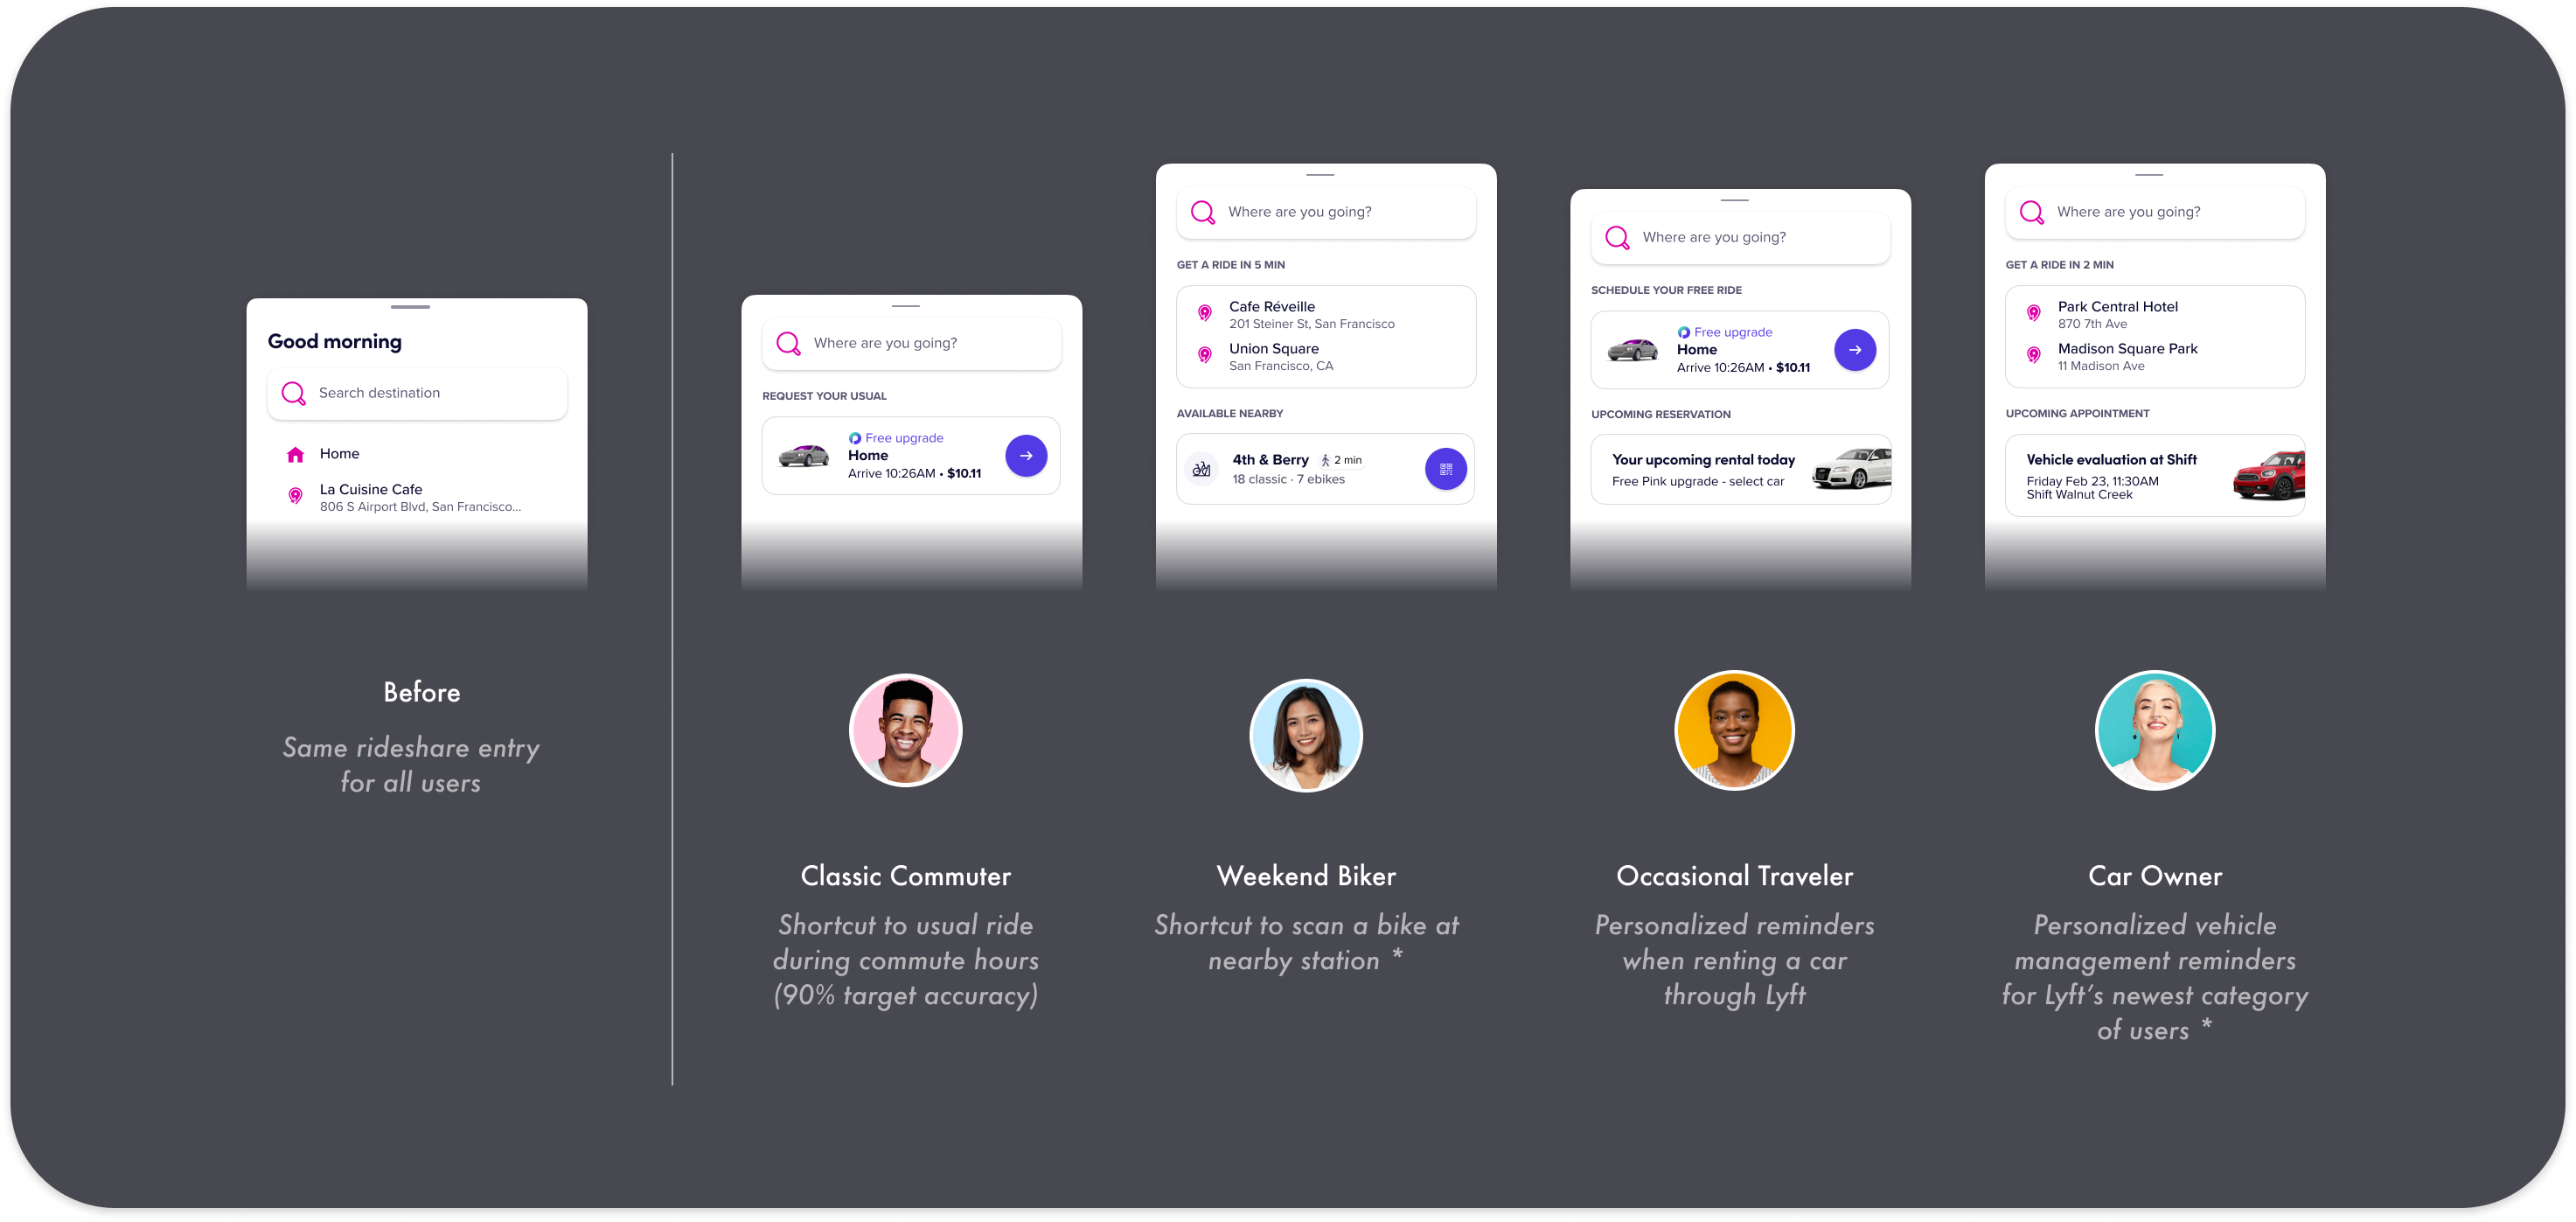 Good morning
Search destination
Home
La Cuisine Cafe
806 S Airport Blvd, San Francisco...
Before
Same rideshare entry
for all users
Where are you going?
REQUEST YOUR USUAL
Free upgrade
Home
Arrive 10:26AM • $10.11
Classic Commuter
Shortcut to usual ride
during commute hours
(90% target accuracy)
Where are you going?
GET A RIDE IN 5 MIN
Cafe Réveille
201 Steiner St, San Francisco
Union Square
San Francisco, CA
AVAILABLE NEARBY
4th & Berry 2 min
18 classic · 7 ebikes
Weekend Biker
Shortcut to scan a bike at
nearby station *
Where are you going?
SCHEDULE YOUR FREE RIDE
Free upgrade
Home
Arrive 10:26AM • $10.11
UPCOMING RESERVATION
Your upcoming rental today
Free Pink upgrade - select car
Occasional Traveler
Personalized reminders
when renting a car
through Lyft
Where are you going?
GET A RIDE IN 2 MIN
Park Central Hotel
870 7th Ave
Madison Square Park
11 Madison Ave
UPCOMING APPOINTMENT
Vehicle evaluation at Shift
Friday Feb 23, 11:30AM
Shift Walnut Creek
Car Owner
Personalized vehicle
management reminders
for Lyft's newest category
of users *